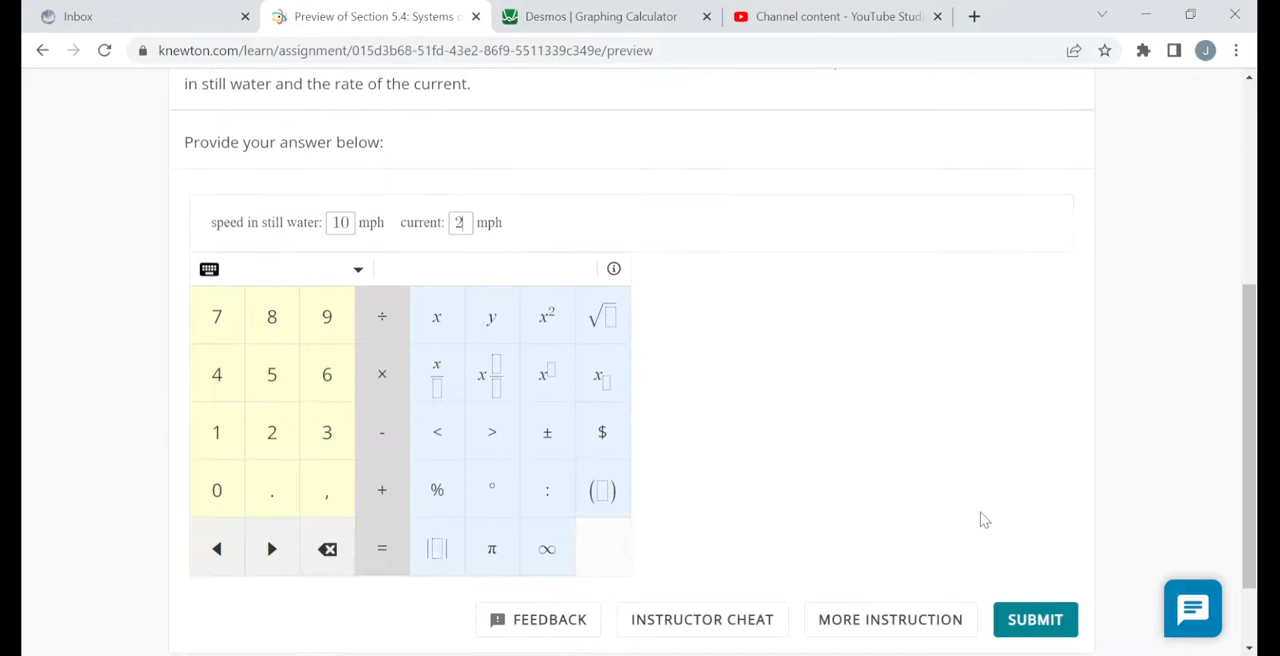 Inbox
Preview of Section 5.4: Systems o
Desmos | Graphing Calculator
Channel content - YouTube Studi
knewton.com/learn/assignment/015d3b68-51fd-43e2-86f9-5511339c349e/preview
J
in still water and the rate of the current.
Provide your answer below:
speed in still water: 10 mph current: 2 mph
7 8 9 ÷ x y x² √
4 5 6 × x x x x
1 2 3 - < > ± $
0 . , + % ° : ()
= | | π ∞
FEEDBACK INSTRUCTOR CHEAT MORE INSTRUCTION SUBMIT